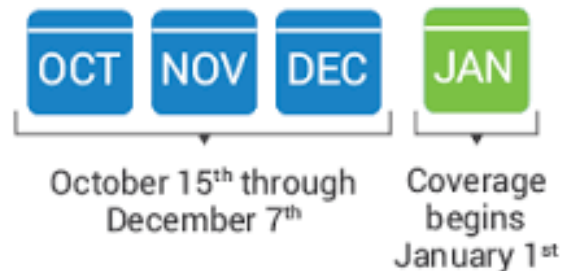 OCT NOV DEC JAN
October 15th through
December 7th
Coverage
begins
January 1st